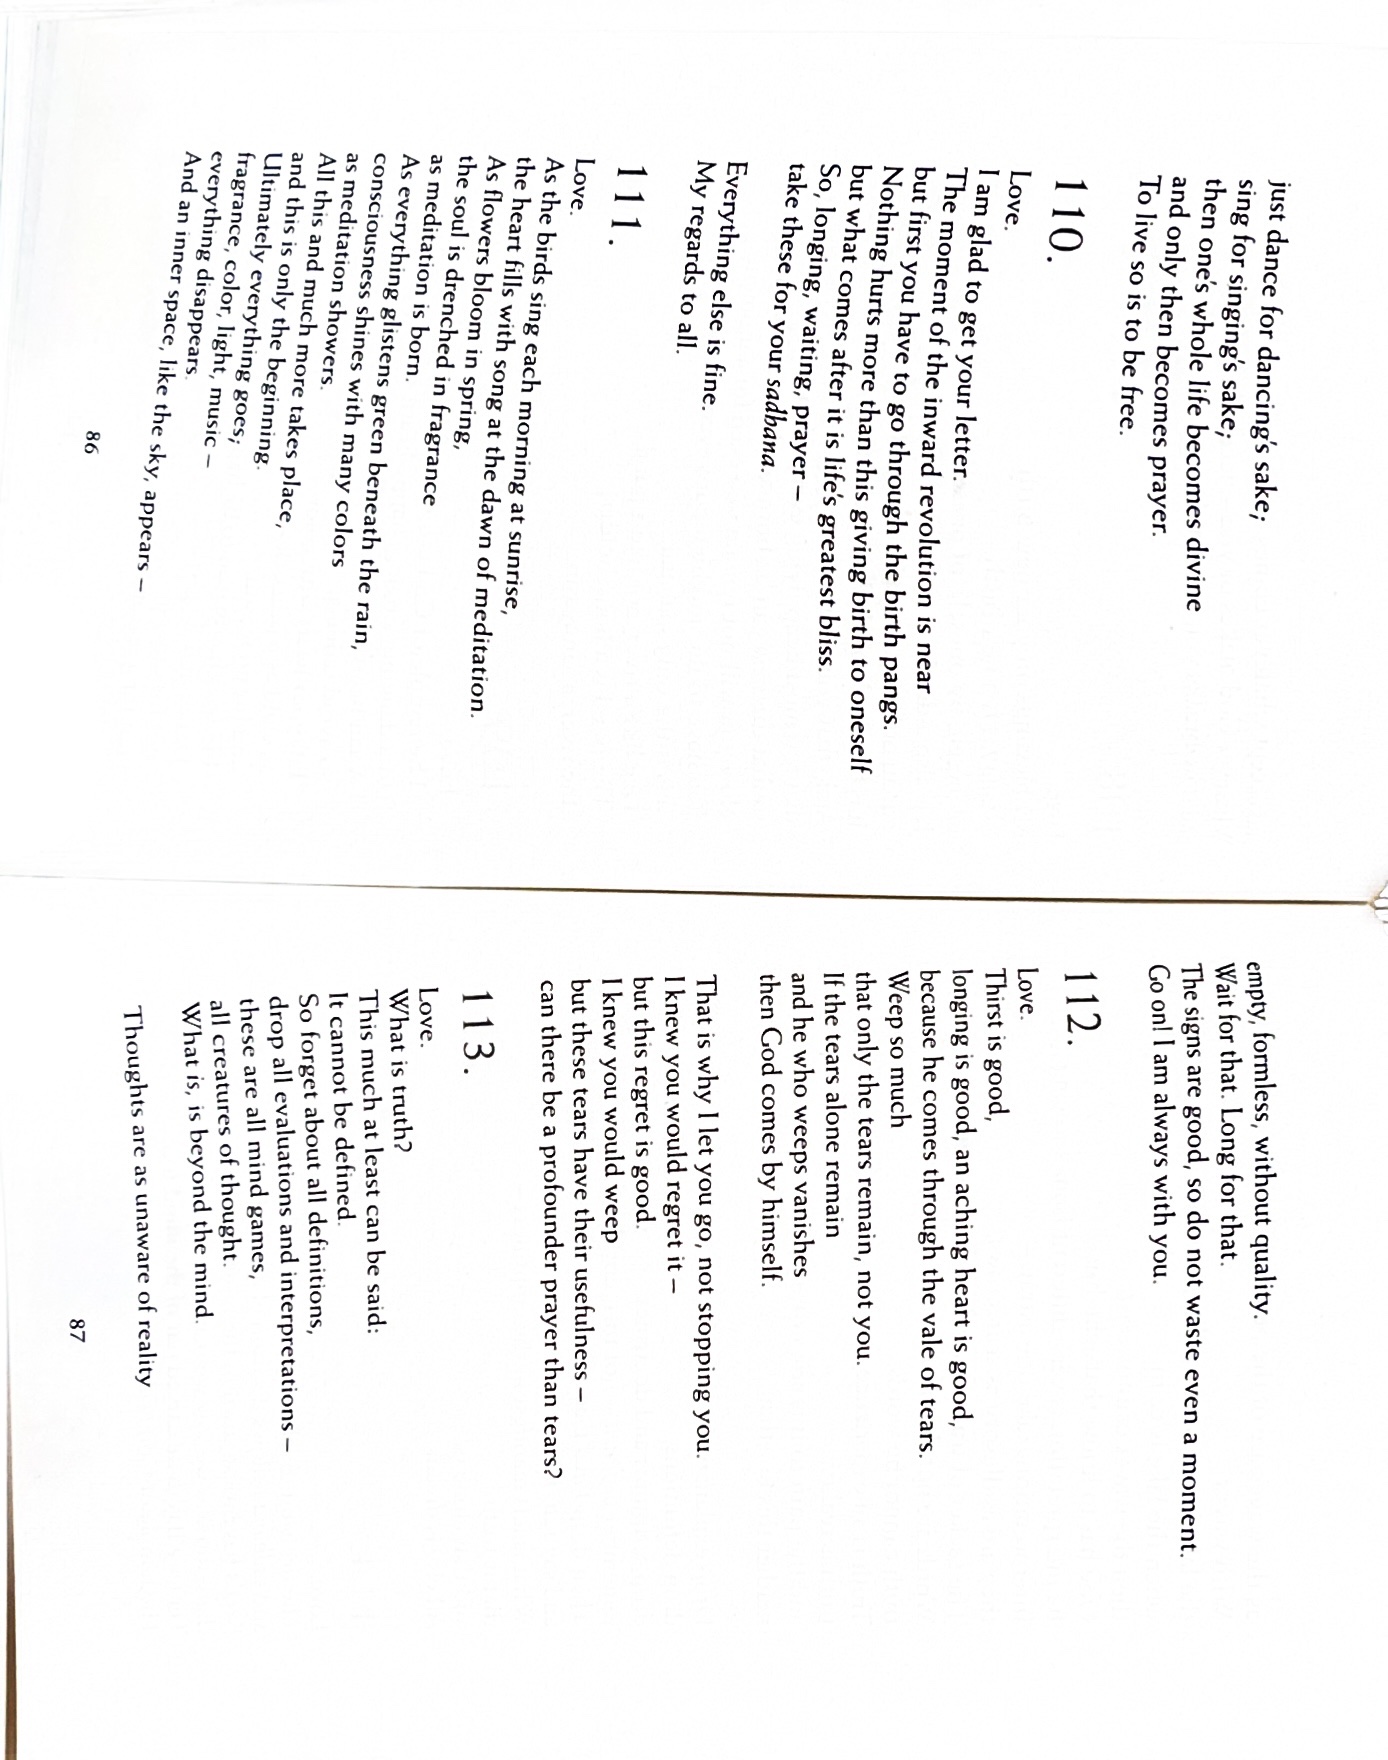 just dance for dancing's sake;
sing for singing's sake;
then one's whole life becomes divine
and only then becomes prayer.
To live so is to be free.
110.
Love.
I am glad to get your letter.
The moment of the inward revolution is near
but first you have to go through the birth pangs.
Nothing hurts more than this giving birth to oneself
but what comes after it is life's greatest bliss.
So, longing, waiting, prayer –
take these for your sadhana.
Everything else is fine.
My regards to all.
111.
Love.
As the birds sing each morning at sunrise,
the heart fills with song at the dawn of meditation.
As flowers bloom in spring,
the soul is drenched in fragrance
as meditation is born.
As everything glistens green beneath the rain,
consciousness shines with many colors
as meditation showers.
All this and much more takes place,
and this is only the beginning.
Ultimately everything goes;
fragrance, color, light, music –
everything disappears.
And an inner space, like the sky, appears –
86
empty, formless, without quality.
Wait for that. Long for that.
The signs are good, so do not waste even a moment.
Go on! I am always with you.
112.
Love.
Thirst is good,
longing is good, an aching heart is good,
because he comes through the vale of tears.
Weep so much
that only the tears remain, not you.
If the tears alone remain
and he who weeps vanishes
then God comes by himself.
That is why I let you go, not stopping you.
I knew you would regret it –
but this regret is good.
I knew you would weep
but these tears have their usefulness –
can there be a profounder prayer than tears?
113.
Love.
What is truth?
This much at least can be said:
It cannot be defined.
So forget about all definitions,
drop all evaluations and interpretations –
these are all mind games,
all creatures of thought.
What is, is beyond the mind.
Thoughts are as unaware of reality
87